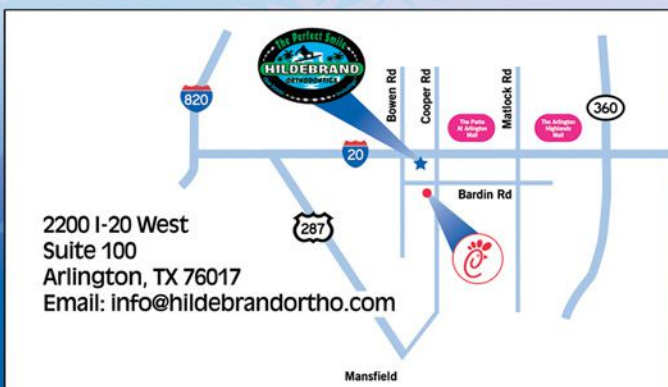 The Perfect Smile
HILDEBRAND
ORTHODONTICS
820
20
287
360
Bowen Rd
Cooper Rd
Matlock Rd
The Parks
At Arlington
Mall
The Arlington
Highlands
Mall
Bardin Rd
2200 I-20 West
Suite 100
Arlington, TX 76017
Email: info@hildebrandortho.com
Mansfield